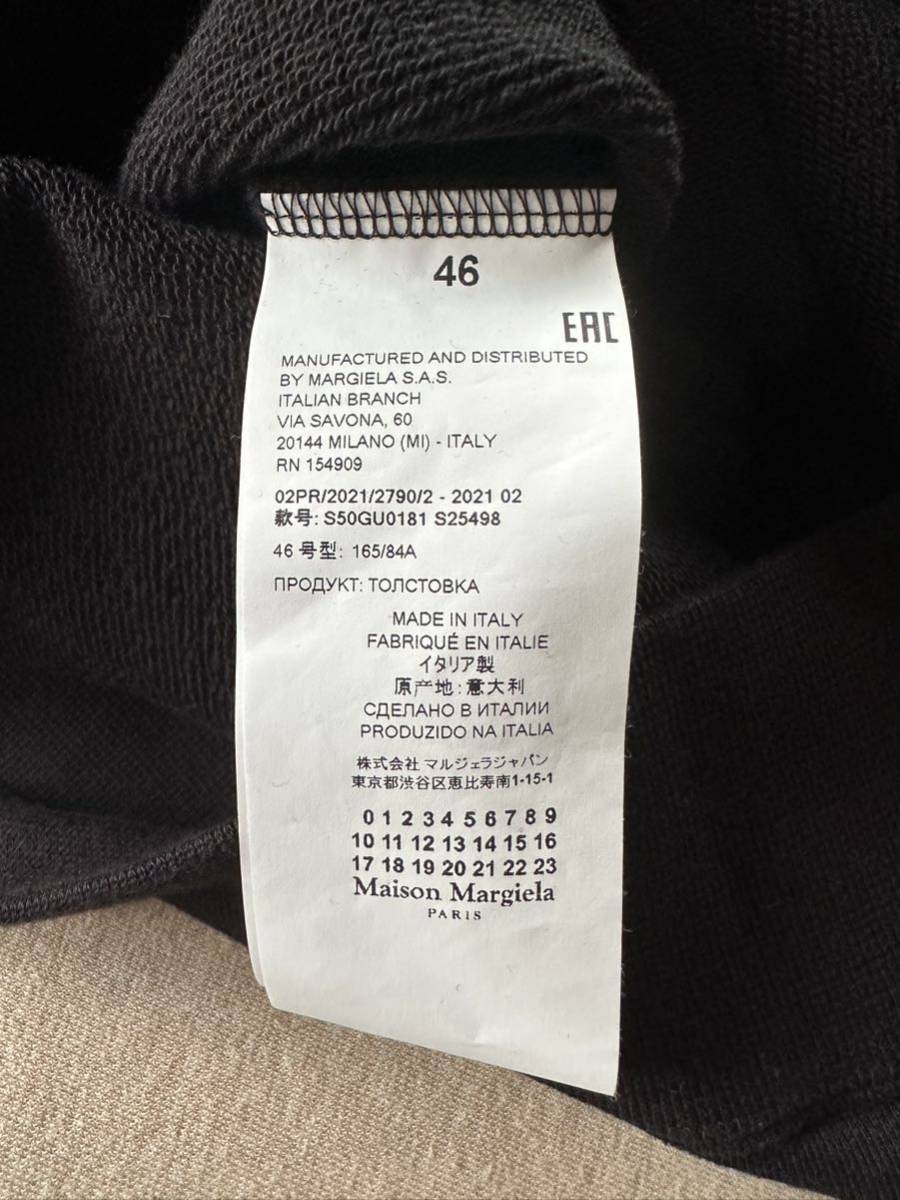 46
EAC
MANUFACTURED AND DISTRIBUTED
BY MARGIELA S.A.S.
ITALIAN BRANCH
VIA SAVONA, 60
20144 MILANO (MI) - ITALY
RN 154909
02PR/2021/2790/2 - 2021 02
款号: S50GU0181 S25498
46 号型: 165/84A
ПРОДУКТ: ТОЛСТОВКА
MADE IN ITALY
FABRIQUÉ EN ITALIE
イタリア製
原产地: 意大利
СДЕЛАНО В ИТАЛИИ
PRODUZIDO NA ITALIA
株式会社 マルジェラジャパン
東京都渋谷区恵比寿南1-15-1
0 1 2 3 4 5 6 7 8 9
10 11 12 13 14 15 16
17 18 19 20 21 22 23
Maison Margiela
PARIS